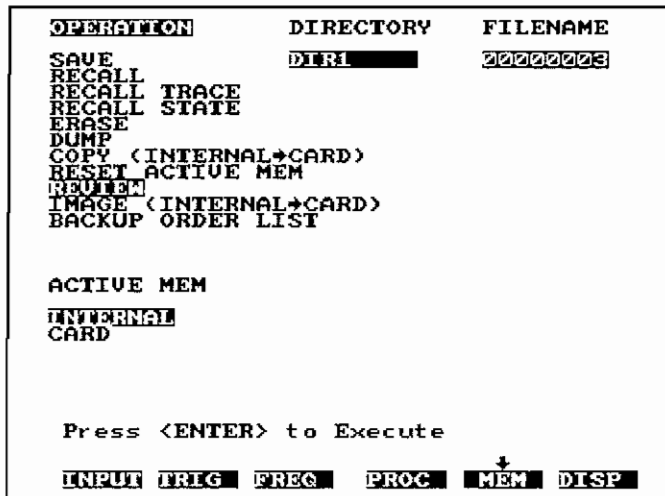 OPERATION DIRECTORY FILENAME
SAVE DIR1 00000003
RECALL
RECALL TRACE
RECALL STATE
ERASE
DUMP
COPY (INTERNAL→CARD)
RESET ACTIVE MEM
REVIEW
IMAGE (INTERNAL→CARD)
BACKUP ORDER LIST
ACTIVE MEM
INTERNAL
CARD
Press <ENTER> to Execute
INPUT TRIG FREQ PROC MEM DISP